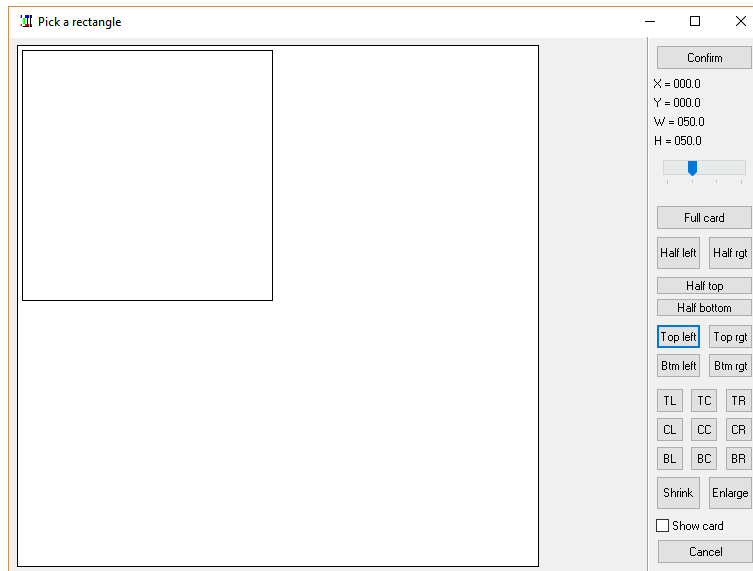 Pick a rectangle
Confirm
X = 000.0
Y = 000.0
W = 050.0
H = 050.0
Full card
Half left Half rgt
Half top
Half bottom
Top left Top rgt
Btm left Btm rgt
TL TC TR
CL CC CR
BL BC BR
Shrink Enlarge
Show card
Cancel